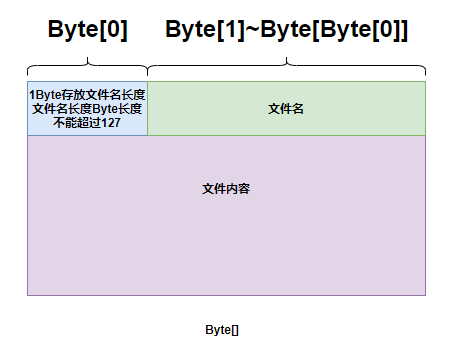 Byte[0]
Byte[1]~Byte[Byte[0]]
1Byte存放文件名长度
文件名长度Byte长度
不能超过127
文件名
文件内容
Byte[]